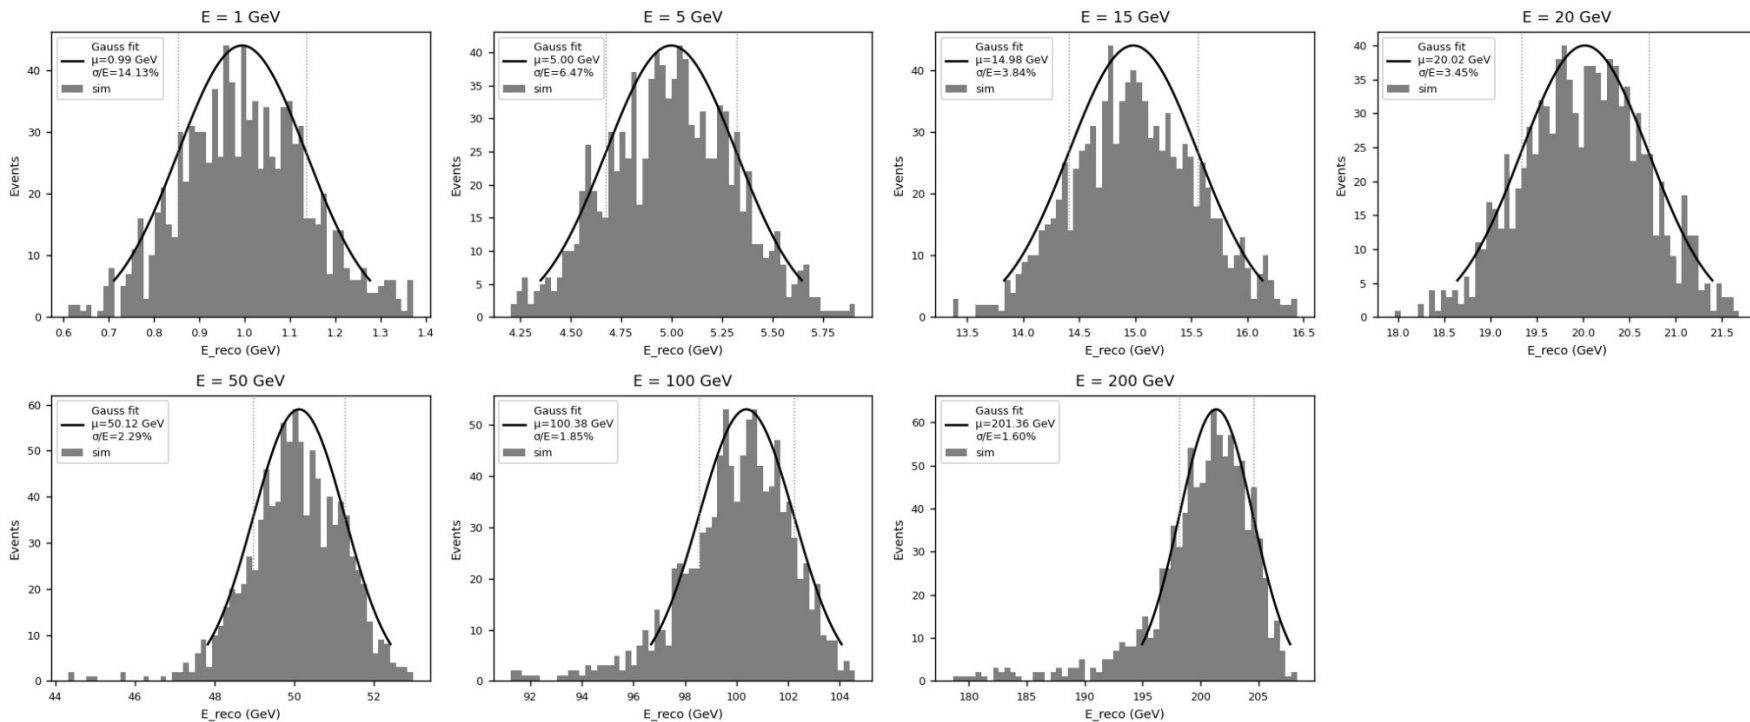 E = 1 GeV
Gauss fit
μ=0.99 GeV
σ/E=14.13%
sim
Events
40
30
20
10
0
0.6 0.7 0.8 0.9 1.0 1.1 1.2 1.3 1.4
E_reco (GeV)
E = 5 GeV
Gauss fit
μ=5.00 GeV
σ/E=6.47%
sim
Events
40
35
30
25
20
15
10
5
0
4.25 4.50 4.75 5.00 5.25 5.50 5.75
E_reco (GeV)
E = 15 GeV
Gauss fit
μ=14.98 GeV
σ/E=3.84%
sim
Events
40
30
20
10
0
13.5 14.0 14.5 15.0 15.5 16.0 16.5
E_reco (GeV)
E = 20 GeV
Gauss fit
μ=20.02 GeV
σ/E=3.45%
sim
Events
40
35
30
25
20
15
10
5
0
18.0 18.5 19.0 19.5 20.0 20.5 21.0 21.5
E_reco (GeV)
E = 50 GeV
Gauss fit
μ=50.12 GeV
σ/E=2.29%
sim
Events
60
50
40
30
20
10
0
44 46 48 50 52
E_reco (GeV)
E = 100 GeV
Gauss fit
μ=100.38 GeV
σ/E=1.85%
sim
Events
50
40
30
20
10
0
92 94 96 98 100 102 104
E_reco (GeV)
E = 200 GeV
Gauss fit
μ=201.36 GeV
σ/E=1.60%
sim
Events
60
50
40
30
20
10
0
180 185 190 195 200 205
E_reco (GeV)